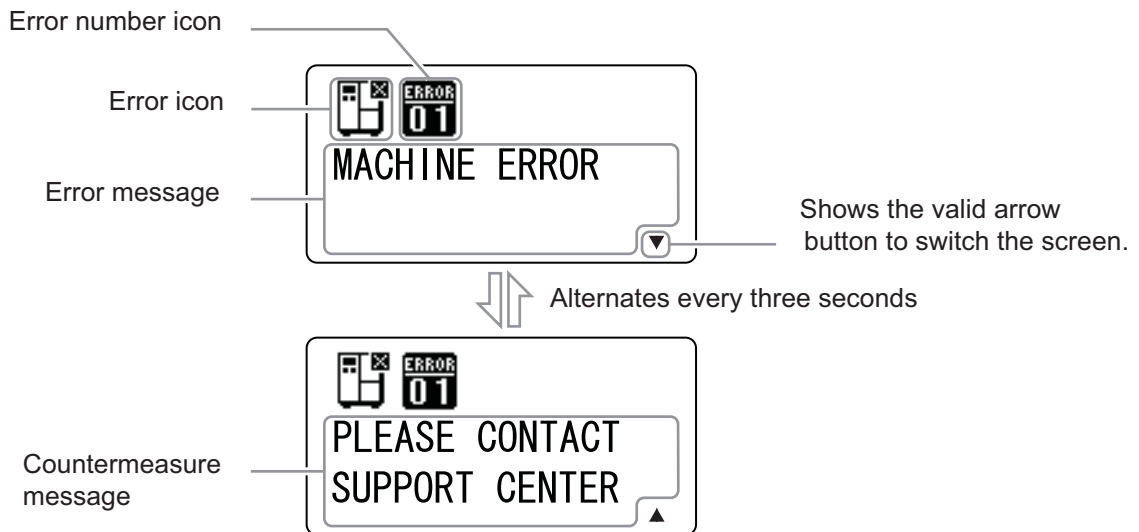 Error number icon
Error icon
ERROR
01
Error message
MACHINE ERROR
Shows the valid arrow
button to switch the screen.
▼
Alternates every three seconds
ERROR
01
Countermeasure
message
PLEASE CONTACT
SUPPORT CENTER
▲